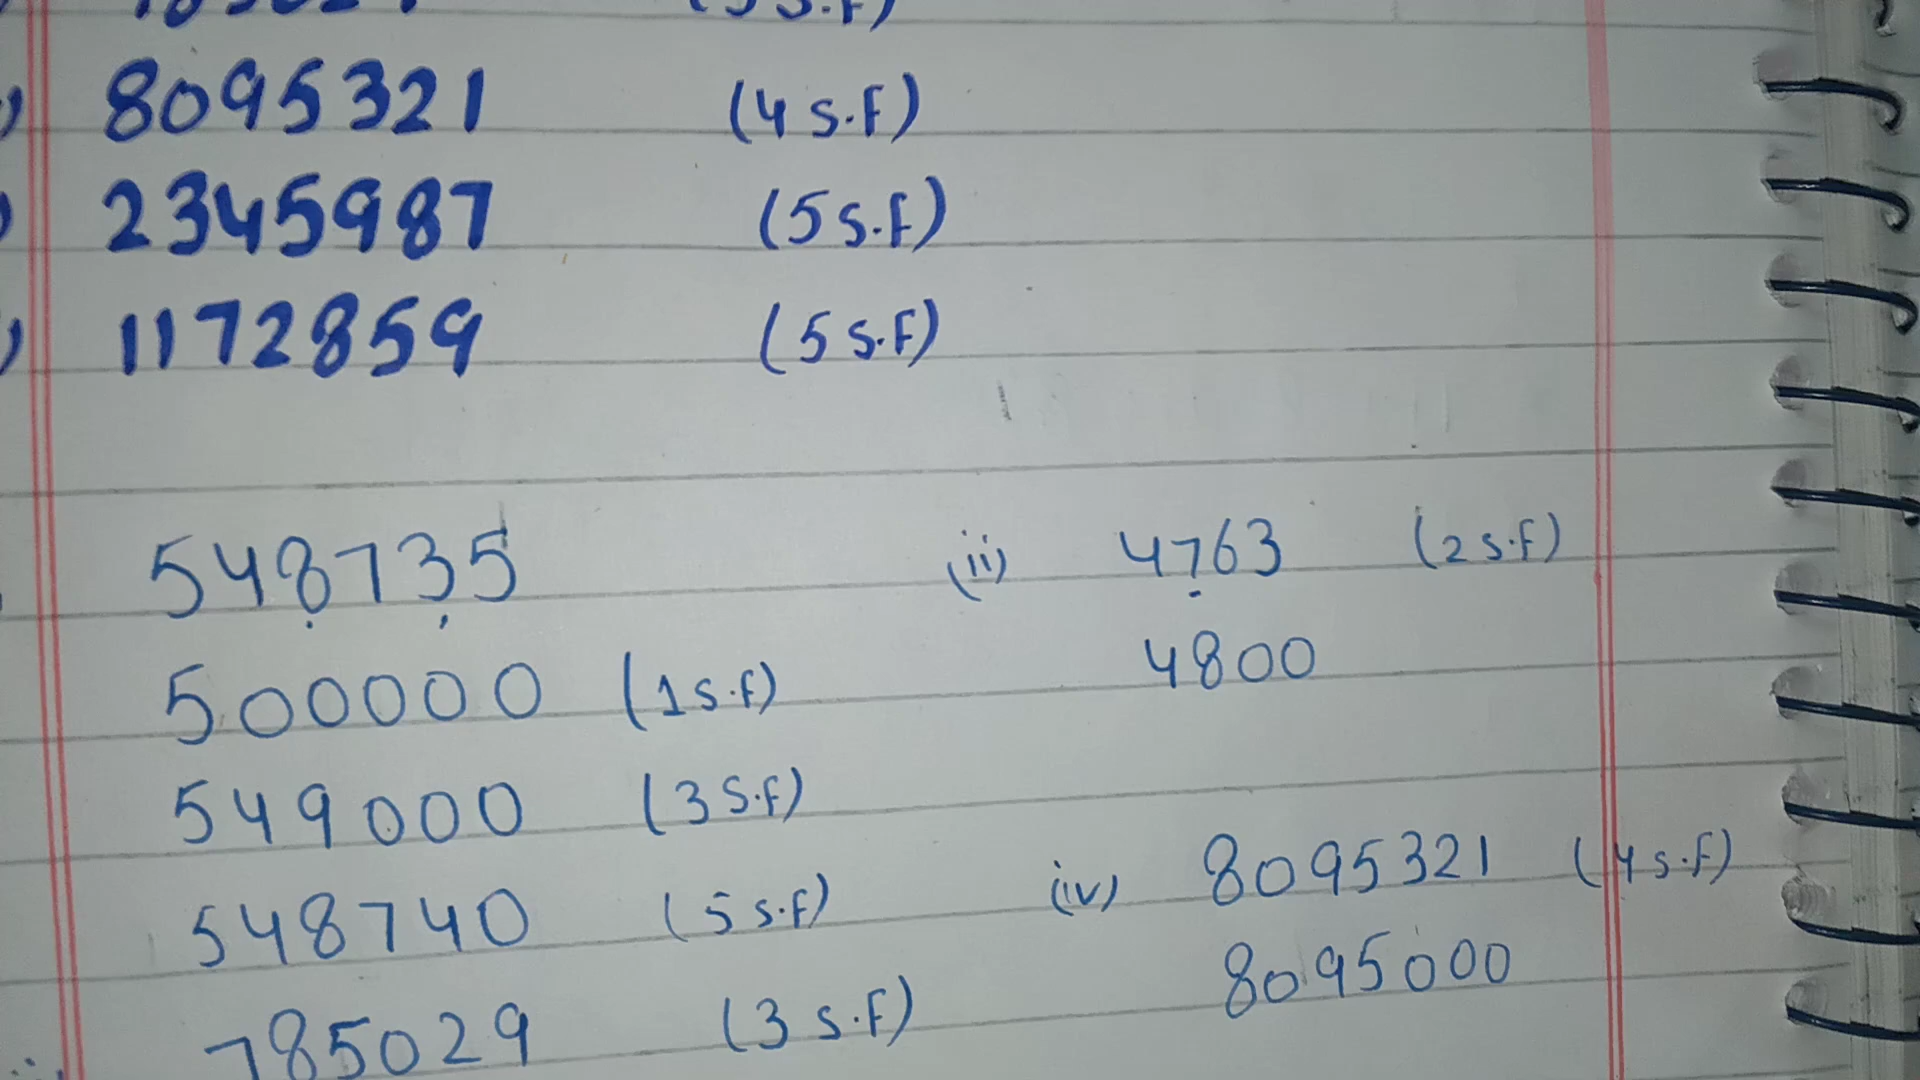 8095321 (4 s.f)
2345987 (5 s.f)
1172859 (5 s.f)
548735
500000 (1 s.f)
549000 (3 s.f)
548740 (5 s.f)
785029 (3 s.f)
(ii) 4763 (2 s.f)
4800
(iv) 8095321 (4 s.f)
8095000